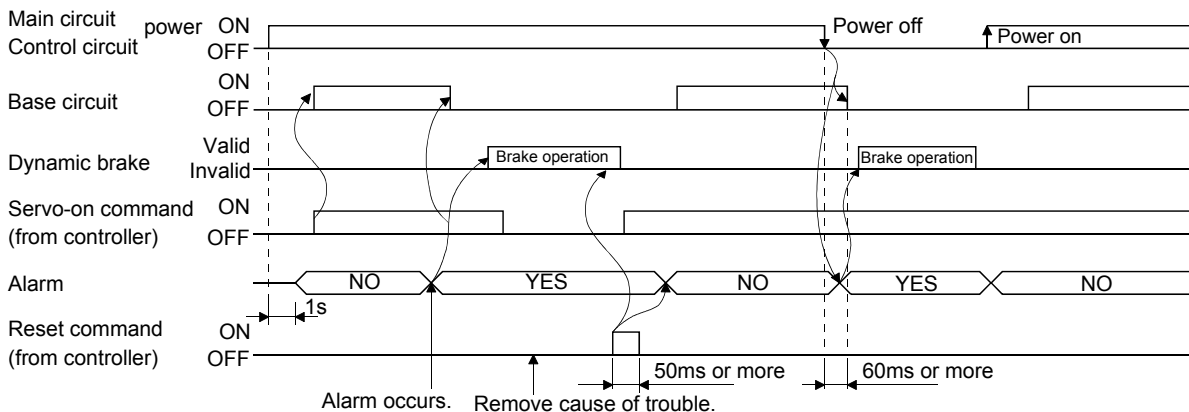 Main circuit
Control circuit
power
ON
OFF
Power off
Power on
Base circuit
ON
OFF
Dynamic brake
Valid
Invalid
Brake operation
Brake operation
Servo-on command
(from controller)
ON
OFF
Alarm
NO
YES
NO
YES
NO
1s
Reset command
(from controller)
ON
OFF
50ms or more
60ms or more
Alarm occurs.
Remove cause of trouble.